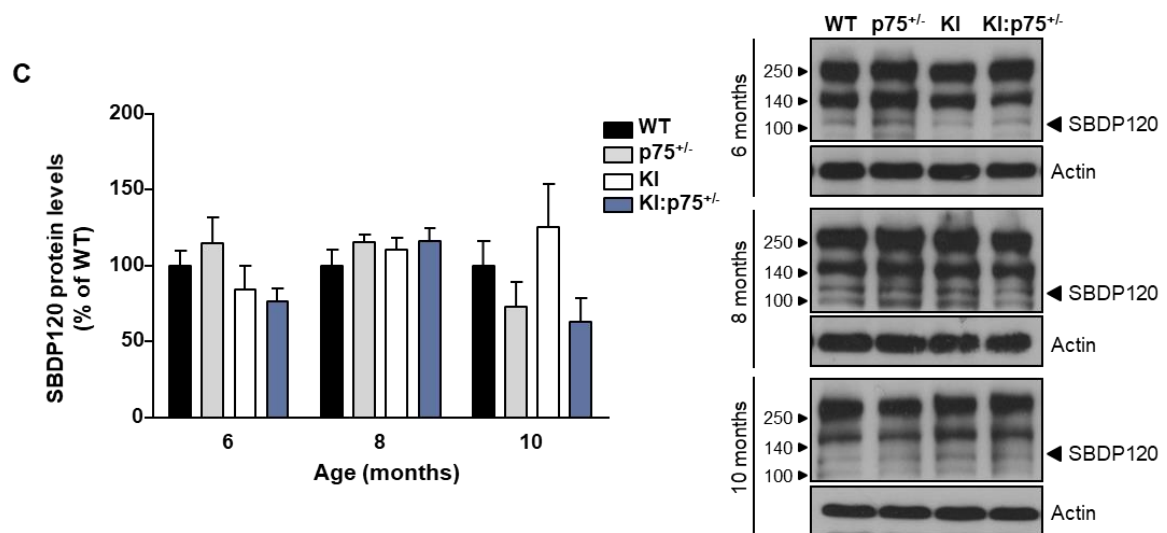 C
SBDP120 protein levels
(% of WT)
200
150
100
50
0
6
8
10
Age (months)
WT
p75+/-
KI
KI:p75+/-
WT p75+/- KI KI:p75+/-
6 months
250
140
100
SBDP120
Actin
8 months
250
140
100
SBDP120
Actin
10 months
250
140
100
SBDP120
Actin